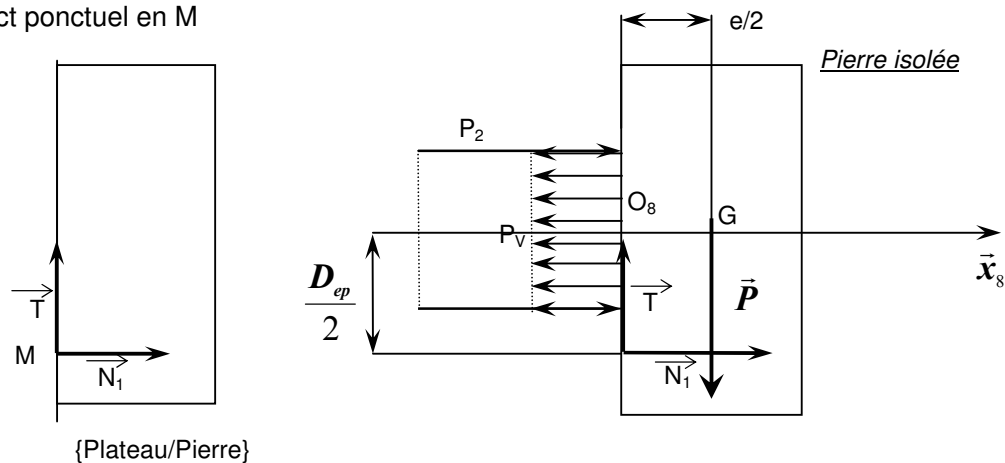 ct ponctuel en M
e/2
Pierre isolée
P2
O8
G
PV
x8
Dep/2
T
P
N1
T
M
N1
{Plateau/Pierre}